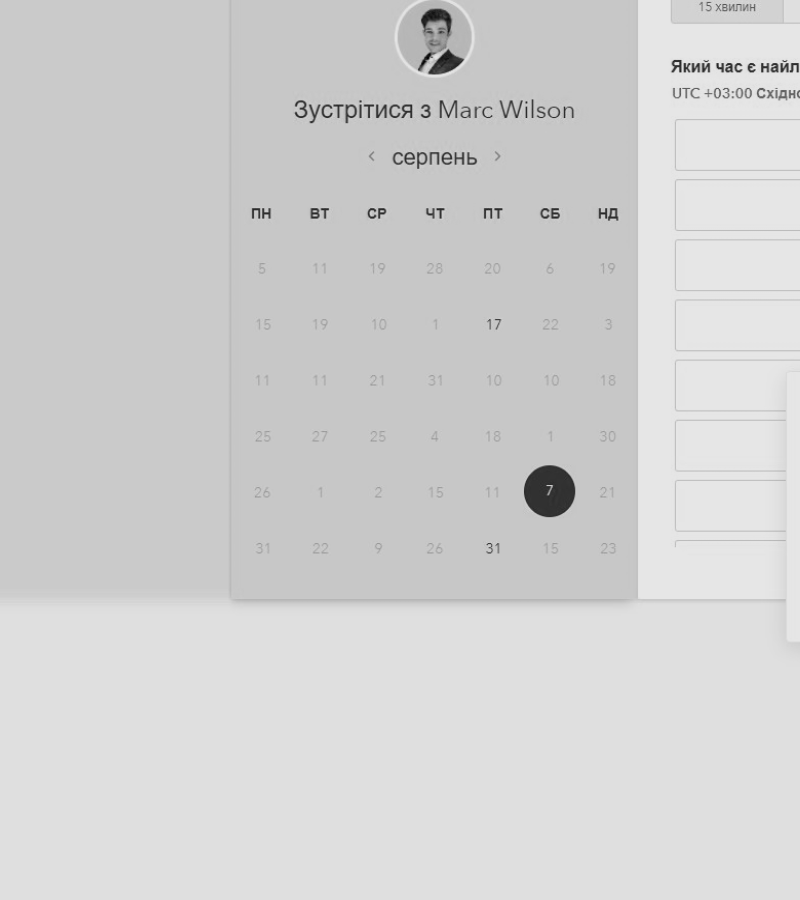 15 хвилин
Зустрітися з Marc Wilson
серпень
ПН ВТ СР ЧТ ПТ СБ НД
5 11 19 28 20 6 19
15 19 10 1 17 22 3
11 11 21 31 10 10 18
25 27 25 4 18 1 30
26 1 2 15 11 7 21
31 22 9 26 31 15 23
Який час є найл
UTC +03:00 Східно